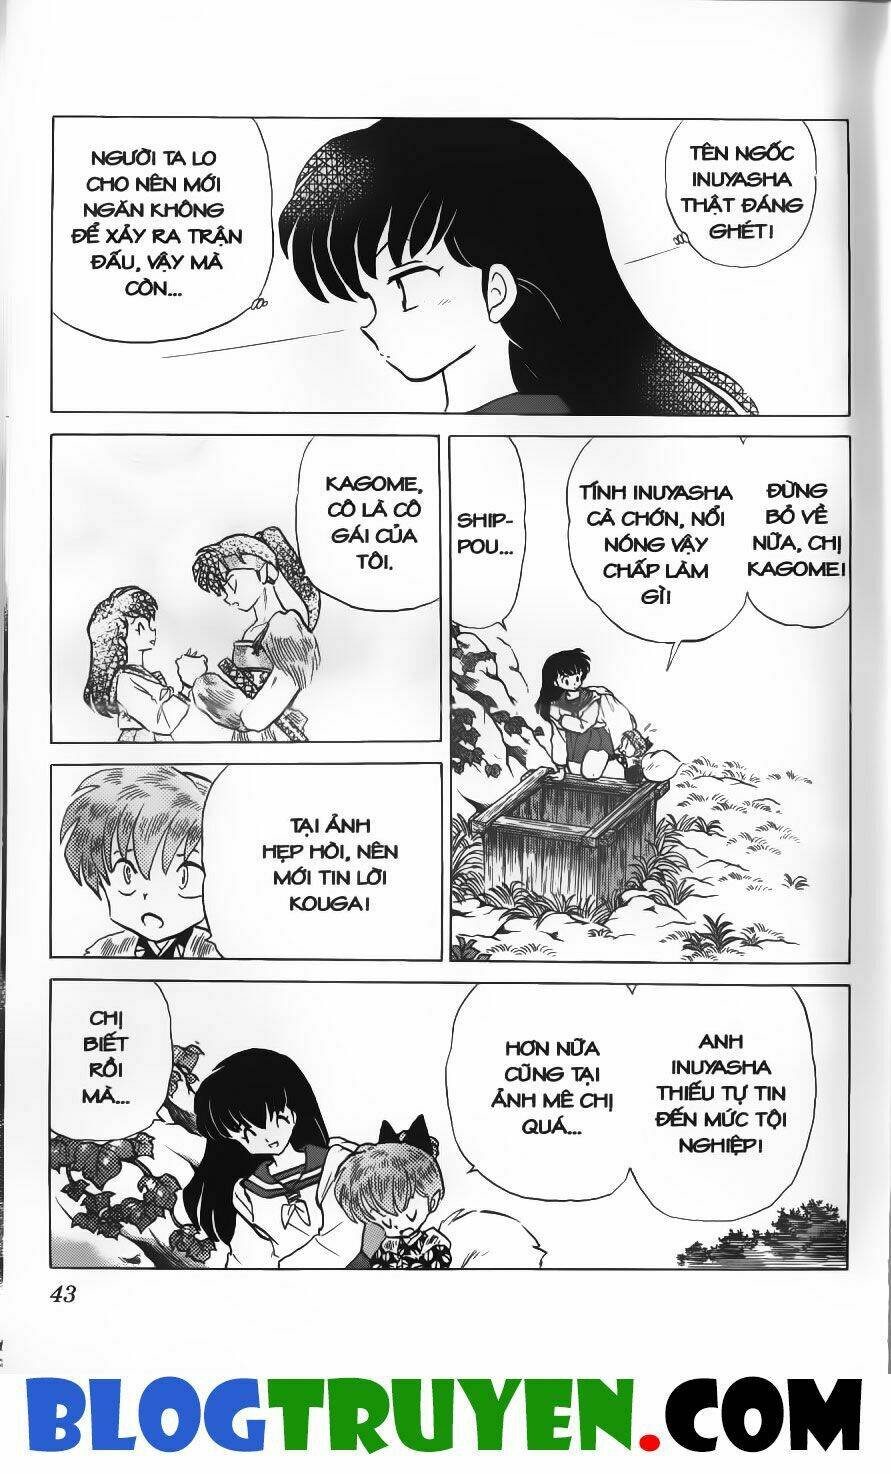 TÊN NGỐC
INUYASHA
THẬT ĐÁNG
GHÉT!
NGƯỜI TA LO
CHO NÊN MỚI
NGĂN KHÔNG
ĐỂ XẢY RA TRẬN
ĐẤU, VẬY MÀ
CÒN...
ĐỪNG
BỎ VỀ
NỮA, CHỊ
KAGOME!
TÍNH INUYASHA
CÀ CHỚN, NỔI
NÓNG VẬY
CHẤP LÀM
GÌ!
SHIP-
POU...
KAGOME,
CÔ LÀ CÔ
GÁI CỦA
TÔI.
TẠI ẢNH
HẸP HÒI, NÊN
MỚI TIN LỜI
KOUGA!
ANH
INUYASHA
THIẾU TỰ TIN
ĐẾN MỨC TỘI
NGHIỆP!
HƠN NỮA
CŨNG TẠI
ẢNH MÊ CHỊ
QUÁ...
CHỊ
BIẾT
RỒI
MÀ...
43
BLOGTRUYEN.COM